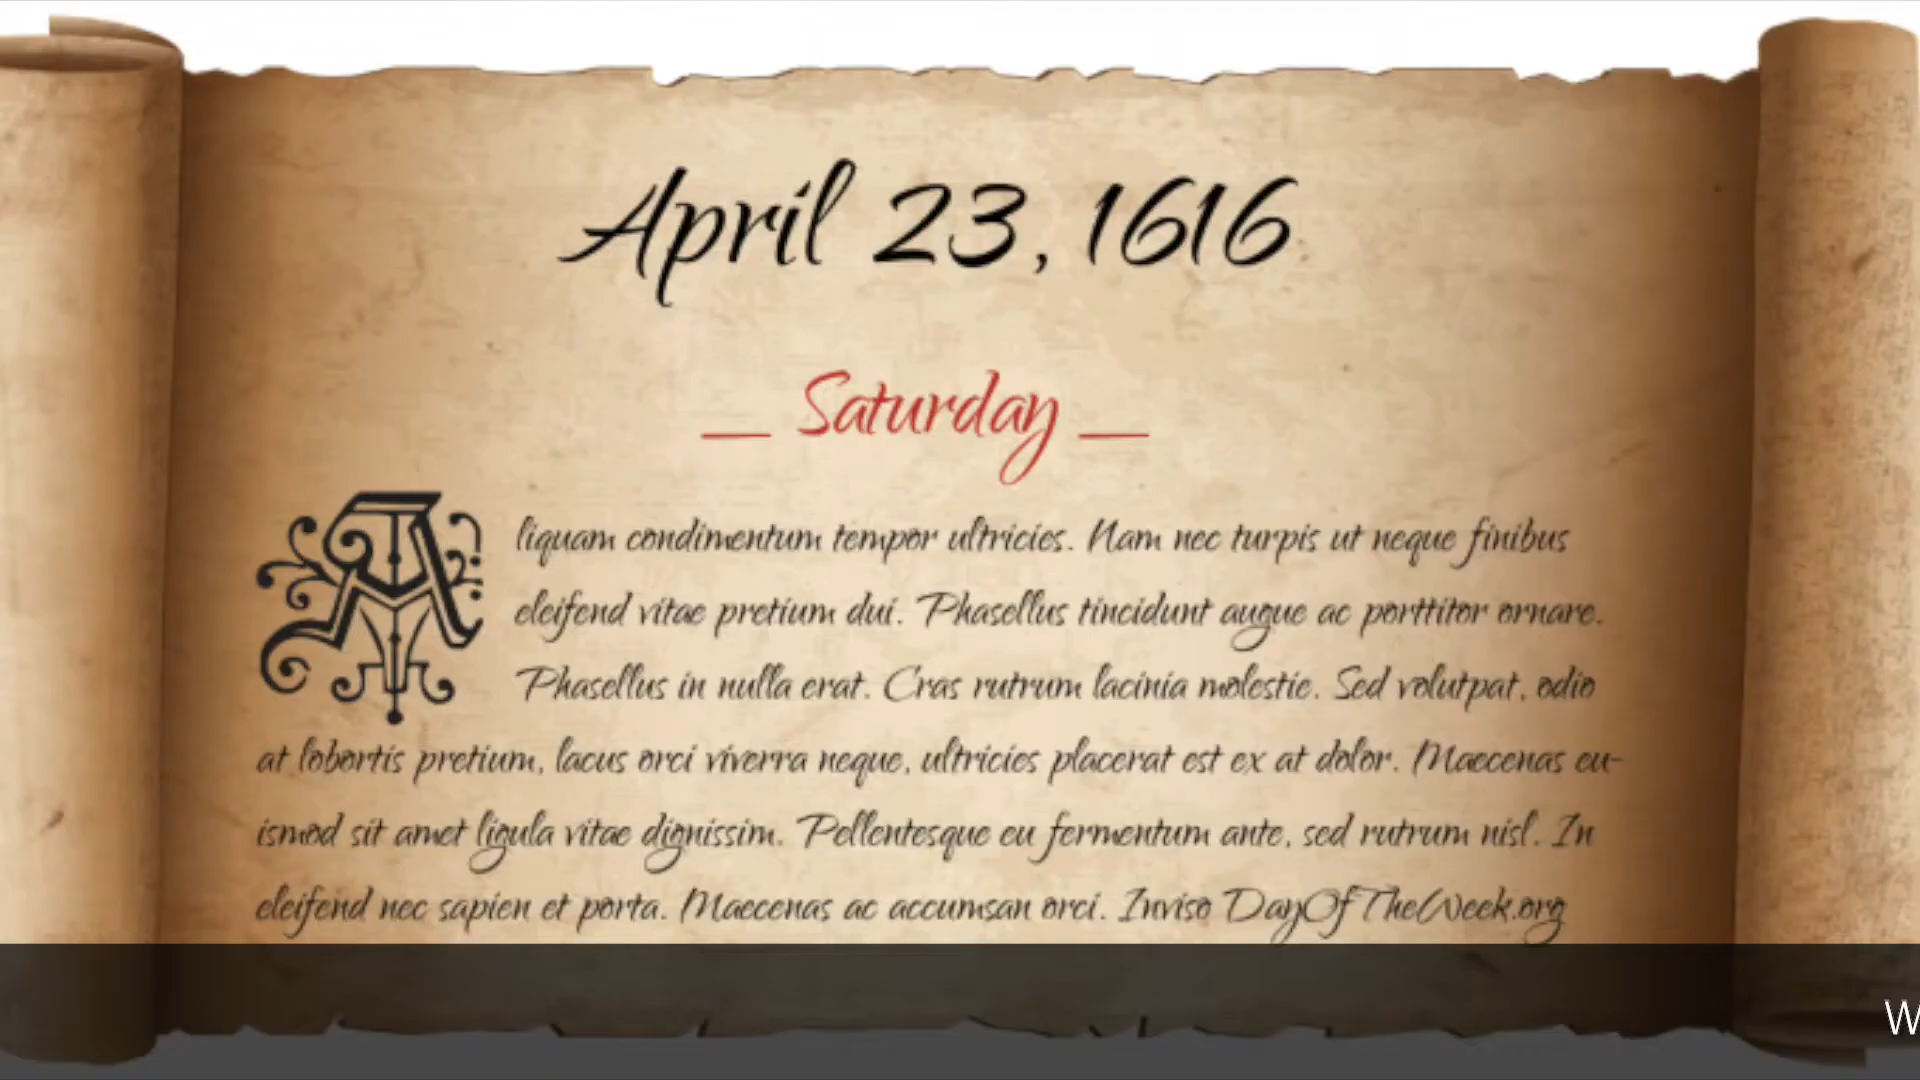 April 23, 1616
_ Saturday _
Aliquam condimentum tempor ultricies. Nam nec turpis ut neque finibus
eleifend vitae pretium dui. Phasellus tincidunt augue ac porttitor ornare.
Phasellus in nulla erat. Cras rutrum lacinia molestie. Sed volutpat, odio
at lobortis pretium, lacus orci viverra neque, ultricies placerat est ex at dolor. Maecenas eu-
ismod sit amet ligula vitae dignissim. Pellentesque eu fermentum ante, sed rutrum nisl. In
eleifend nec sapien et porta. Maecenas ac accumsan orci. Inviso DayOfTheWeek.org
W